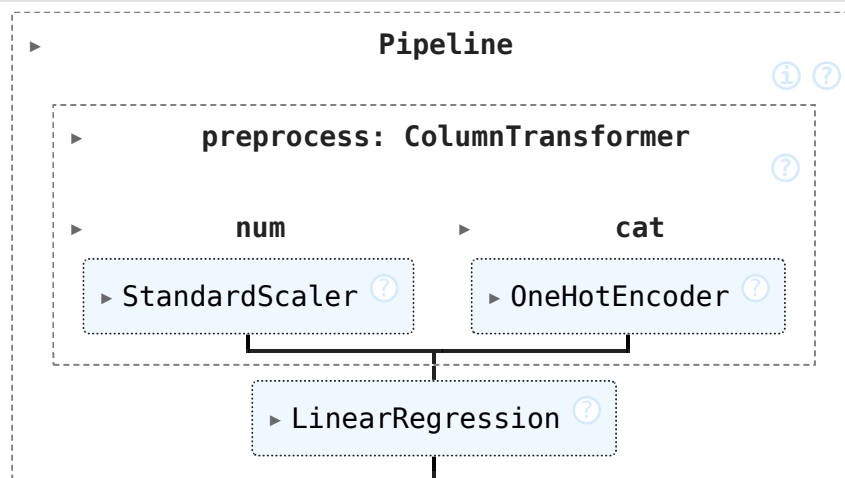 Pipeline
i ?
preprocess: ColumnTransformer
?
num cat
StandardScaler ? OneHotEncoder ?
LinearRegression ?